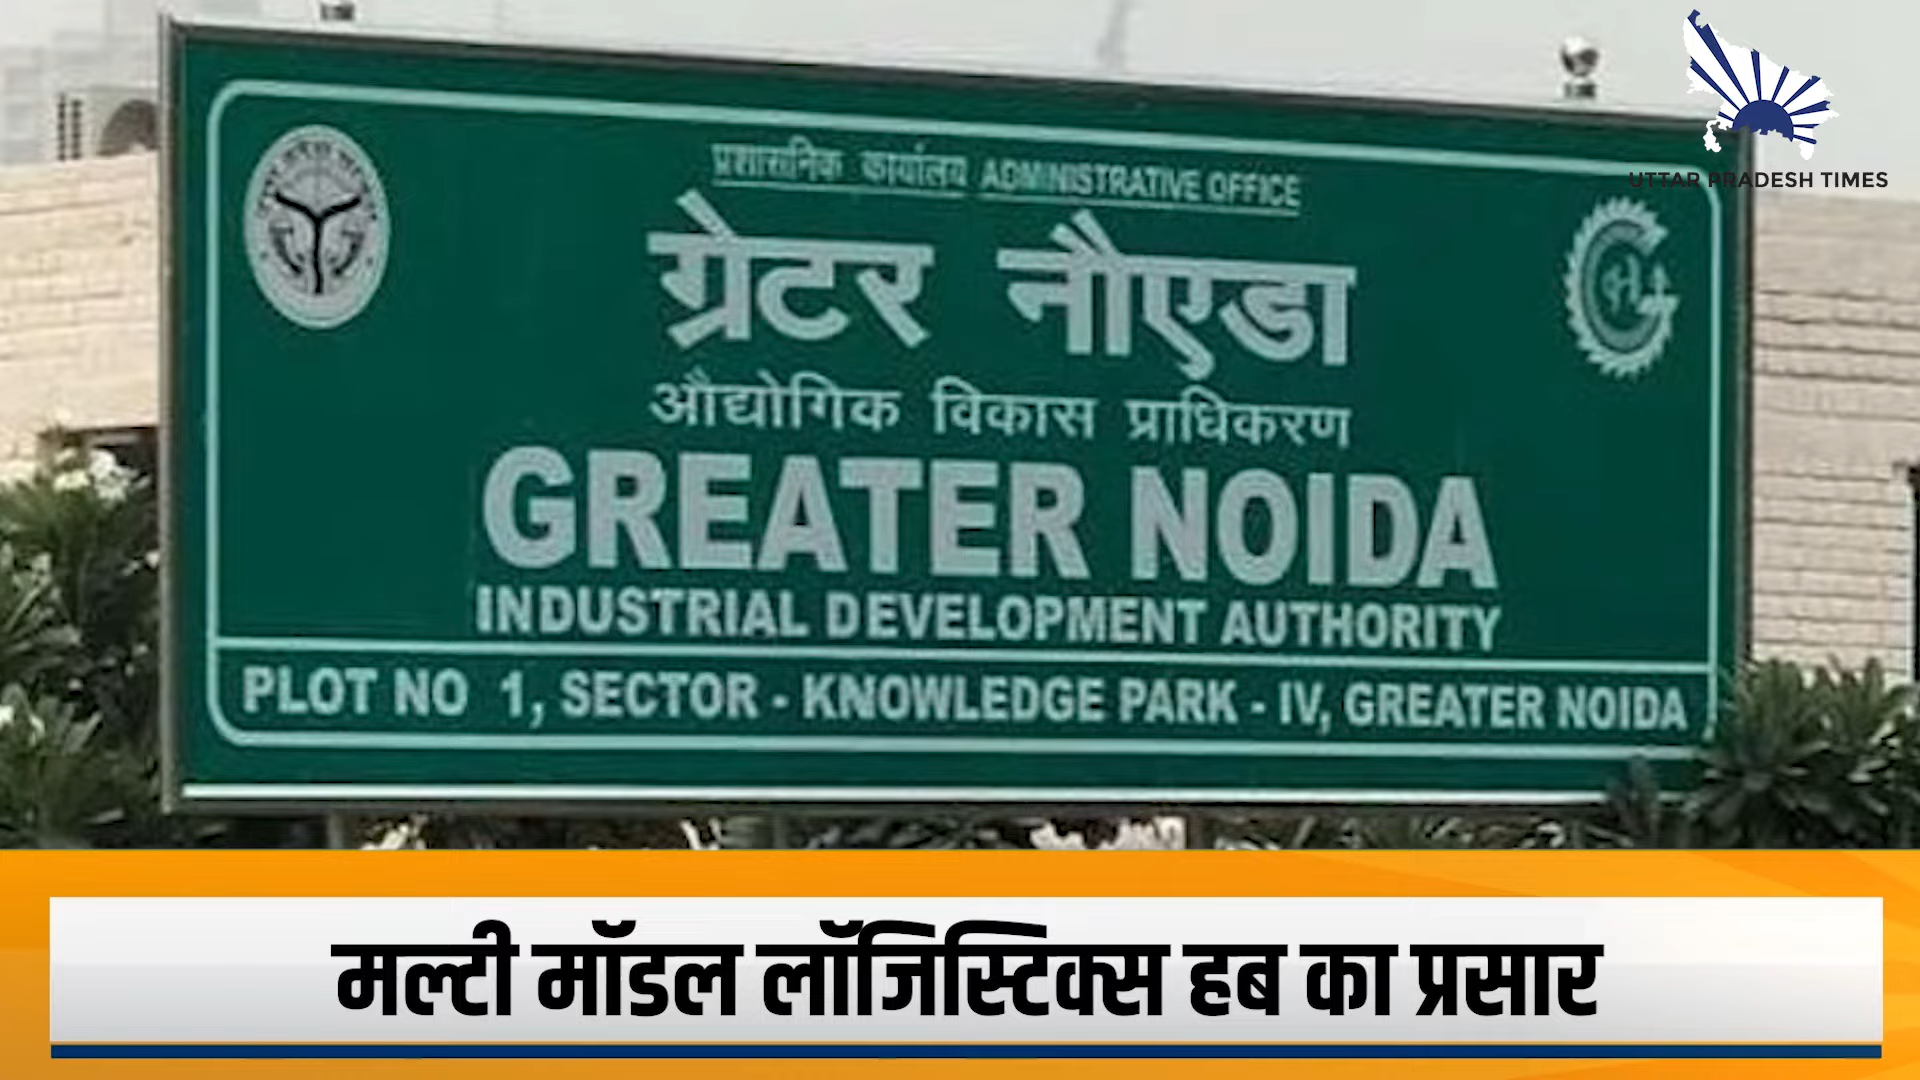 UTTAR PRADESH TIMES
प्रशासनिक कार्यालय ADMINISTRATIVE OFFICE
ग्रेटर नौएडा
औद्योगिक विकास प्राधिकरण
GREATER NOIDA
INDUSTRIAL DEVELOPMENT AUTHORITY
PLOT NO 1, SECTOR - KNOWLEDGE PARK - IV, GREATER NOIDA
मल्टी मॉडल लॉजिस्टिक्स हब का प्रसार